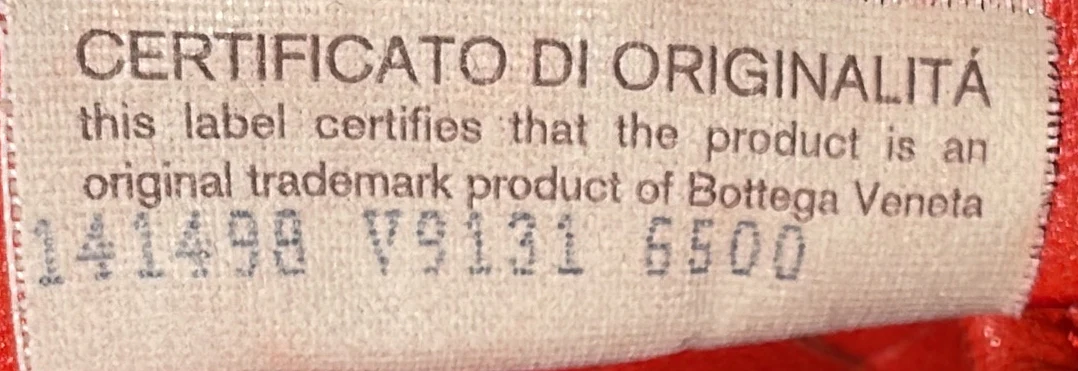 CERTIFICATO DI ORIGINALITÁ
this label certifies that the product is an
original trademark product of Bottega Veneta
141498 V9131 6500